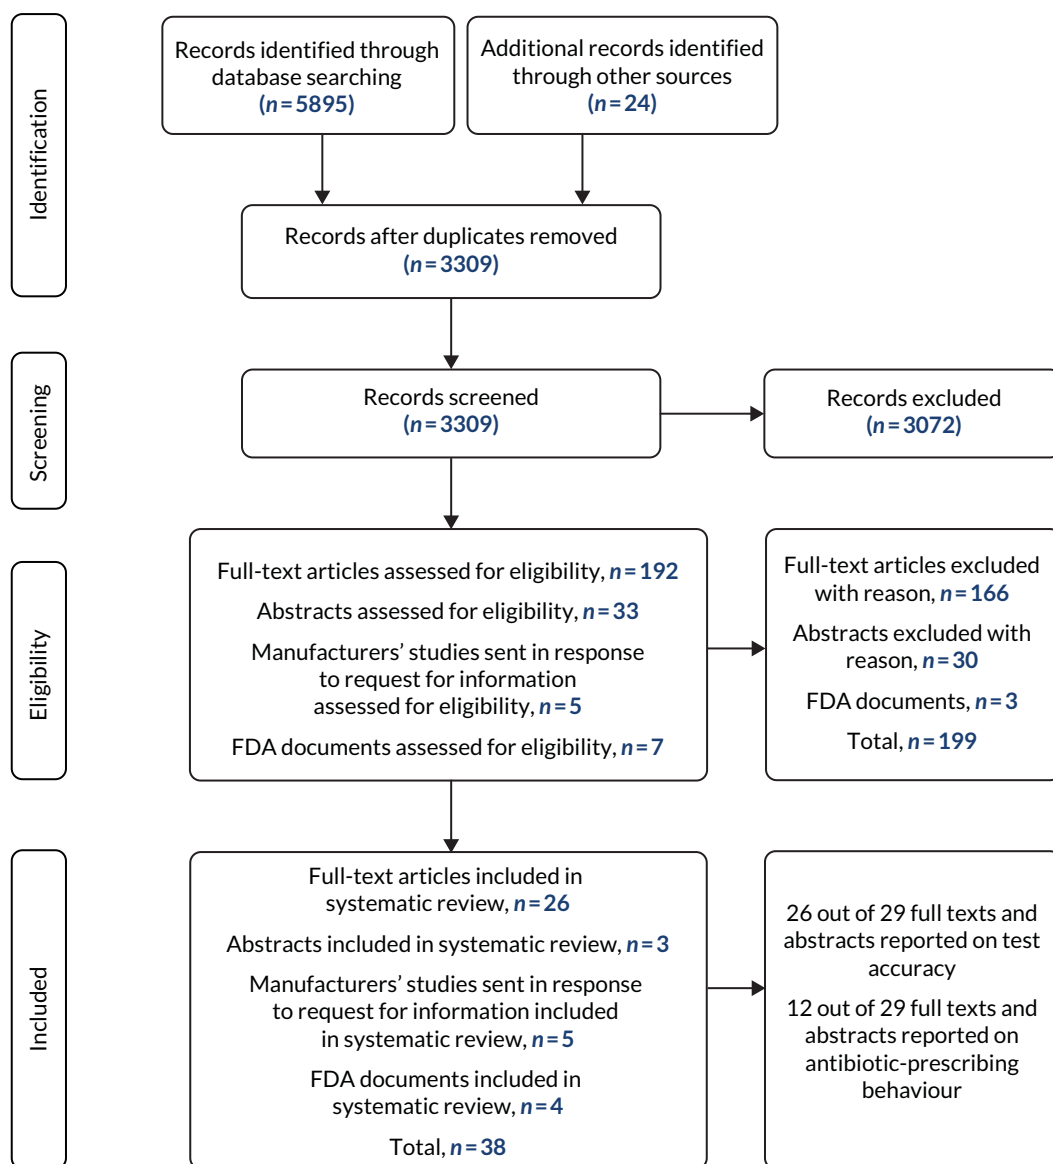 Identification
Records identified through
database searching
(n=5895)
Additional records identified
through other sources
(n=24)
Records after duplicates removed
(n=3309)
Screening
Records screened
(n=3309)
Records excluded
(n=3072)
Eligibility
Full-text articles assessed for eligibility, n=192
Abstracts assessed for eligibility, n=33
Manufacturers’ studies sent in response
to request for information
assessed for eligibility, n=5
FDA documents assessed for eligibility, n=7
Full-text articles excluded
with reason, n=166
Abstracts excluded with
reason, n=30
FDA documents, n=3
Total, n=199
Included
Full-text articles included in
systematic review, n=26
Abstracts included in systematic review, n=3
Manufacturers’ studies sent in response
to request for information included
in systematic review, n=5
FDA documents included in
systematic review, n=4
Total, n=38
26 out of 29 full texts and
abstracts reported on test
accuracy
12 out of 29 full texts and
abstracts reported on
antibiotic-prescribing
behaviour